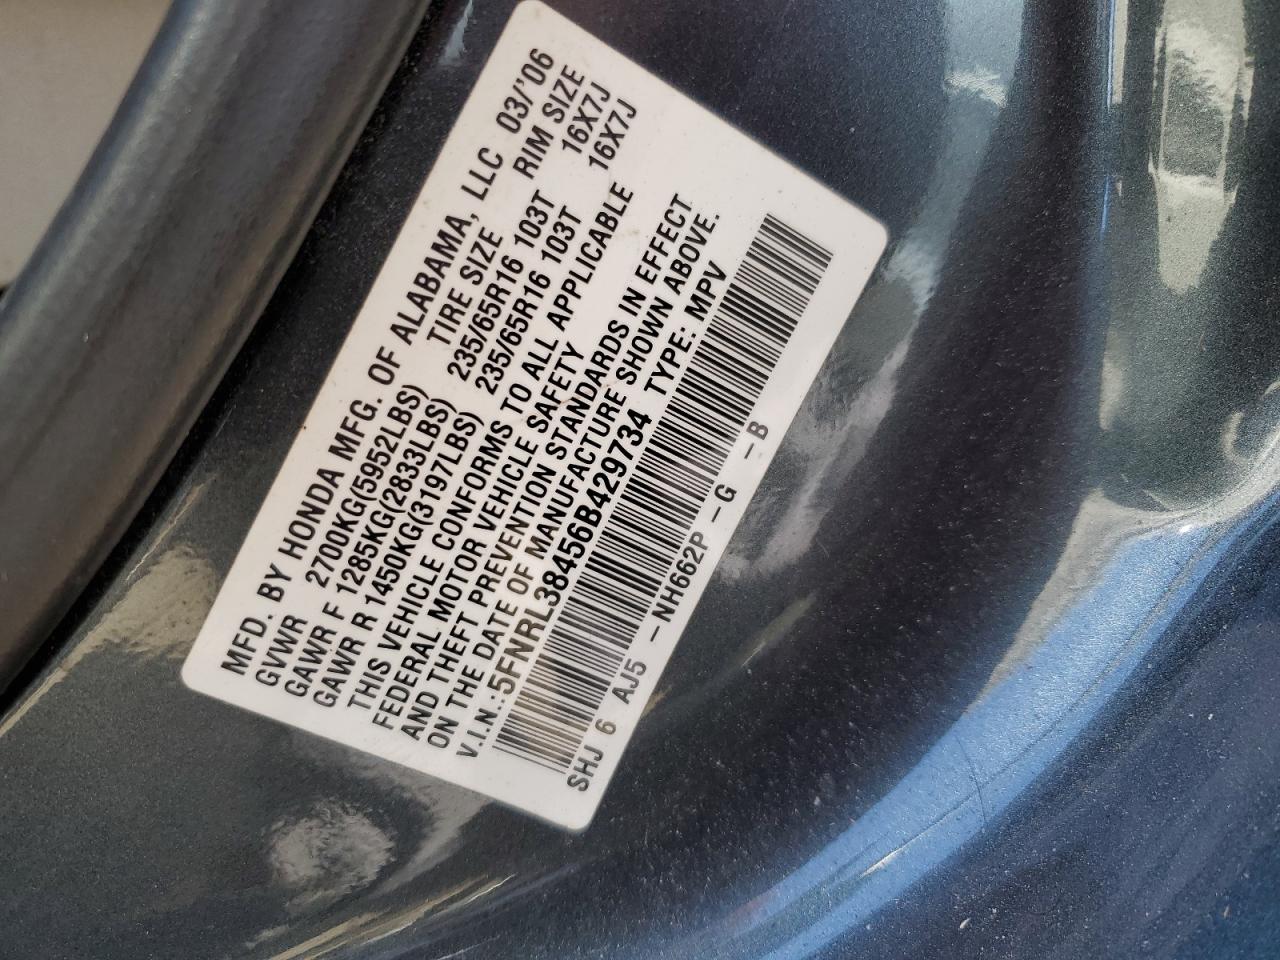 MFD. BY HONDA MFG. OF ALABAMA, LLC 03/'06
GVWR 2700KG(5952LBS) TIRE SIZE RIM SIZE
GAWR F 1285KG(2833LBS) 235/65R16 103T 16X7J
GAWR R 1450KG(3197LBS) 235/65R16 103T 16X7J
THIS VEHICLE CONFORMS TO ALL APPLICABLE
FEDERAL MOTOR VEHICLE SAFETY
AND THEFT PREVENTION STANDARDS IN EFFECT
ON THE DATE OF MANUFACTURE SHOWN ABOVE.
V.I.N.: 5FNRL38456B429734 TYPE: MPV
SHJ 6 AJ5 - NH662P - G - B